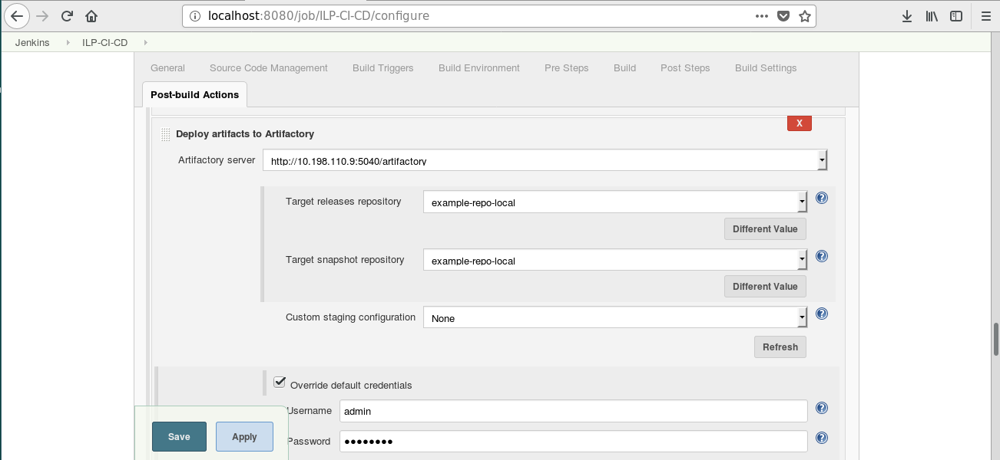 localhost:8080/job/ILP-CI-CD/configure
Jenkins ILP-CI-CD
General Source Code Management Build Triggers Build Environment Pre Steps Build Post Steps Build Settings
Post-build Actions
X
Deploy artifacts to Artifactory
Artifactory server http://10.198.110.9:5040/artifactory
Target releases repository example-repo-local
Different Value
Target snapshot repository example-repo-local
Different Value
Custom staging configuration None
Refresh
Override default credentials
Username admin
Password ●●●●●●●●
Save Apply